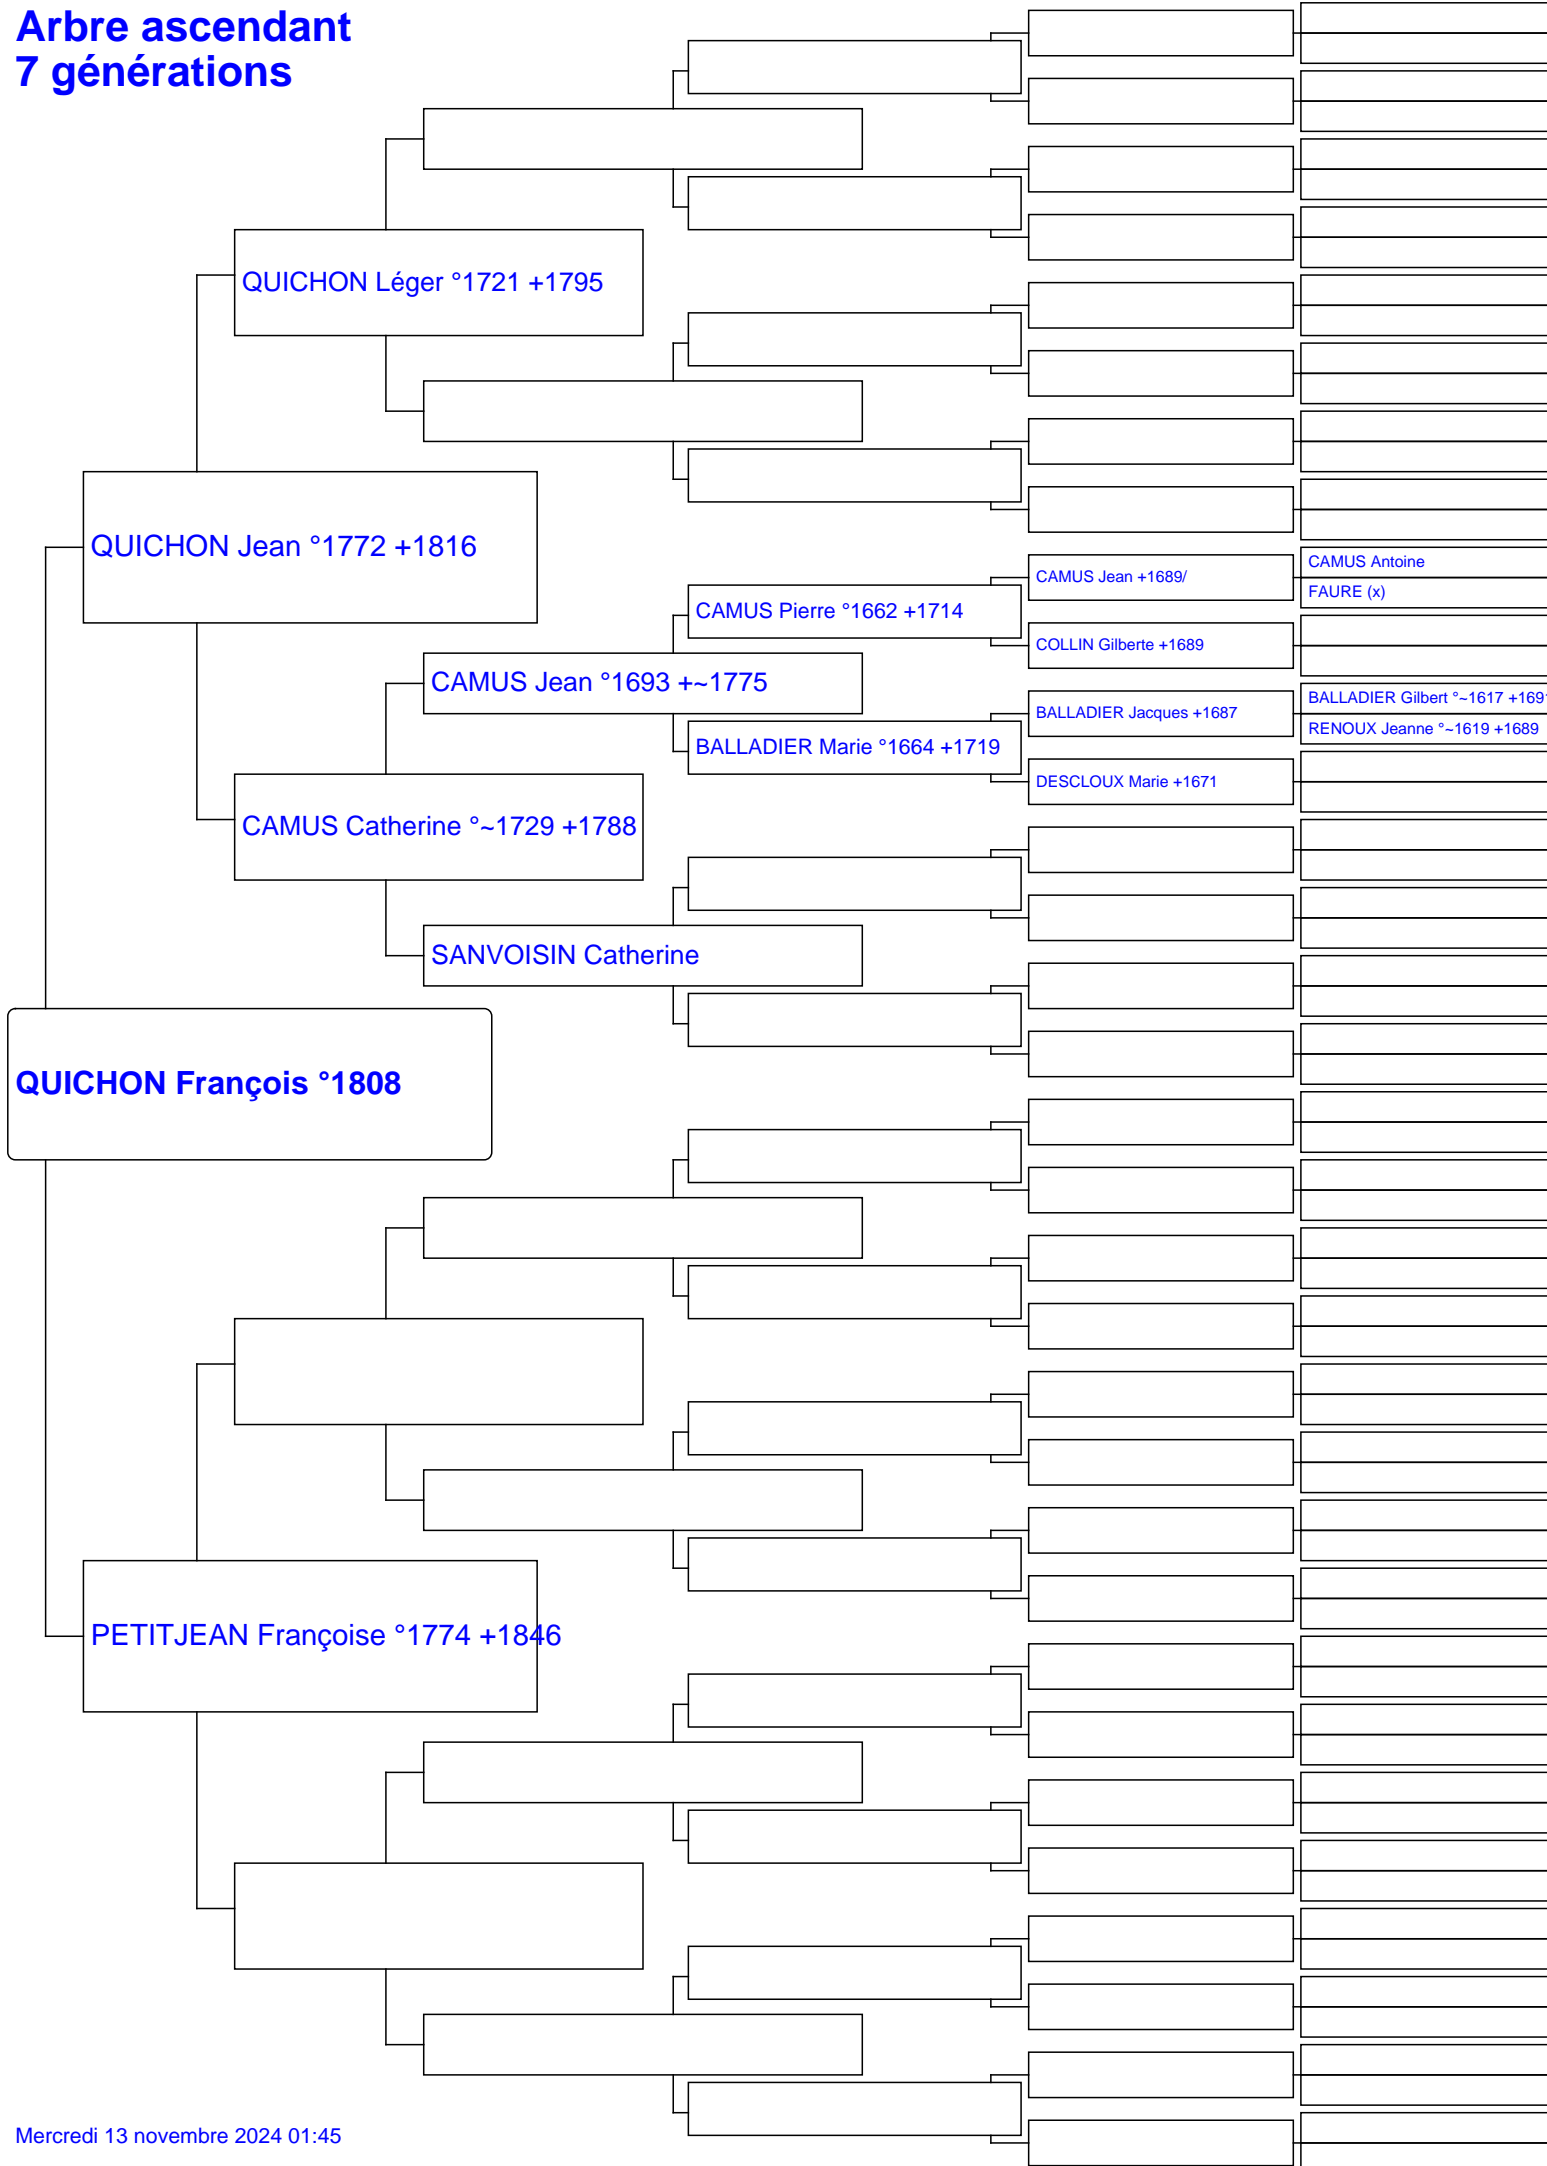 Arbre ascendant
7 générations
QUICHON Léger °1721 +1795
QUICHON Jean °1772 +1816
CAMUS Antoine
CAMUS Jean +1689/
FAURE (x)
CAMUS Pierre °1662 +1714
COLLIN Gilberte +1689
CAMUS Jean °1693 +~1775
BALLADIER Gilbert °~1617 +1691
BALLADIER Jacques +1687
RENOUX Jeanne °~1619 +1689
BALLADIER Marie °1664 +1719
DESCLOUX Marie +1671
CAMUS Catherine °~1729 +1788
SANVOISIN Catherine
QUICHON François °1808
PETITJEAN Françoise °1774 +1846
Mercredi 13 novembre 2024 01:45